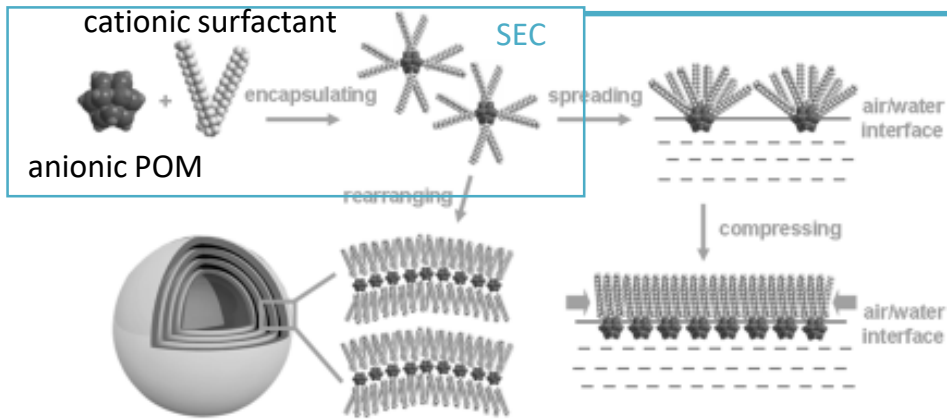 cationic surfactant
SEC
encapsulating
spreading
air/water
interface
anionic POM
rearranging
compressing
air/water
interface